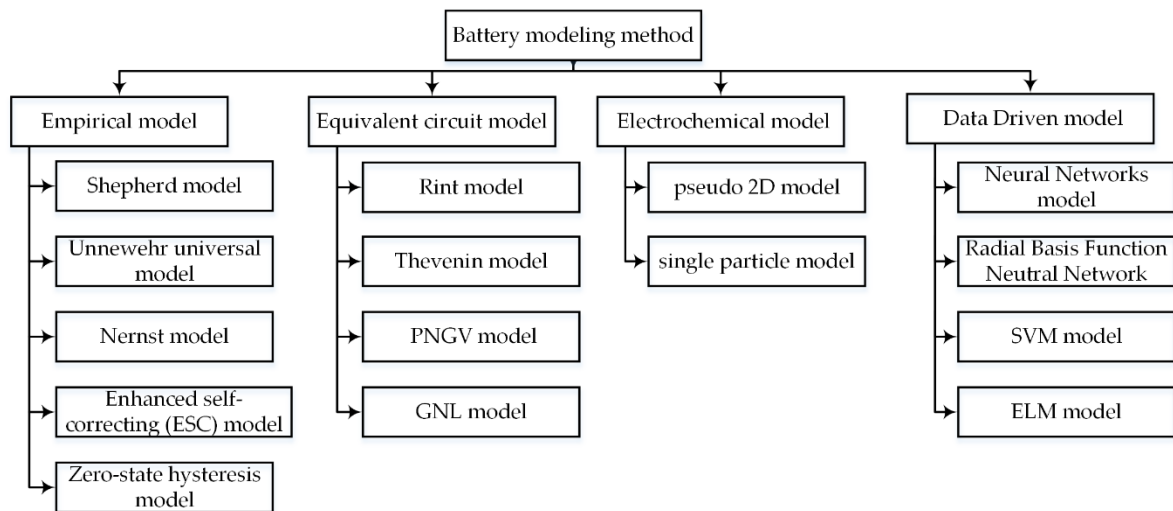 Battery modeling method
Empirical model
Shepherd model
Unnewehr universal
model
Nernst model
Enhanced self-
correcting (ESC) model
Zero-state hysteresis
model
Equivalent circuit model
Rint model
Thevenin model
PNGV model
GNL model
Electrochemical model
pseudo 2D model
single particle model
Data Driven model
Neural Networks
model
Radial Basis Function
Neutral Network
SVM model
ELM model